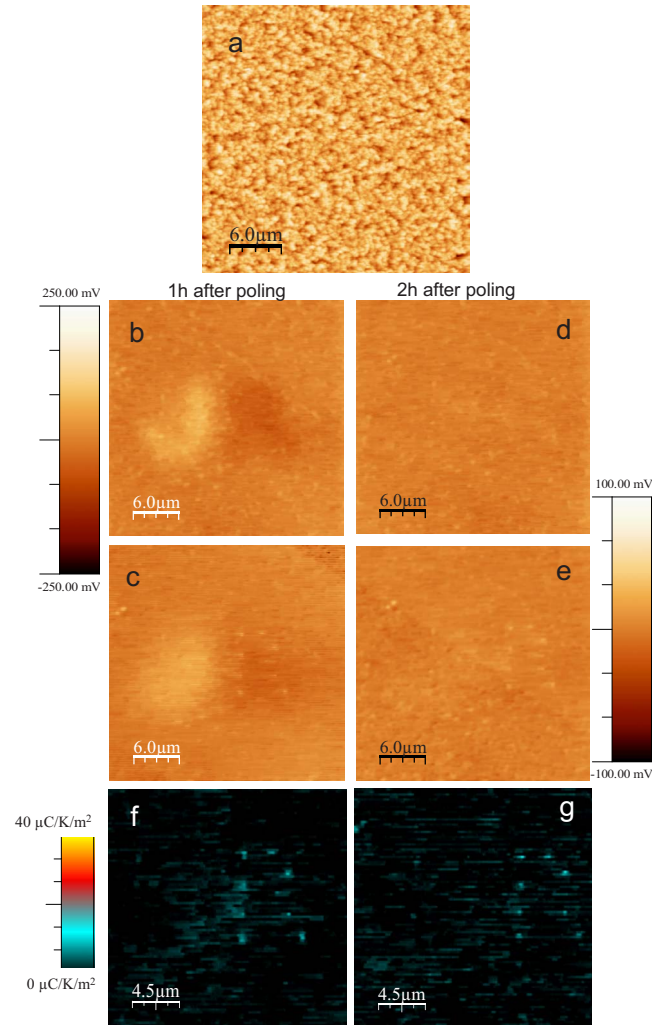 a
6.0µm
1h after poling
2h after poling
250.00 mV
b
d
6.0µm
6.0µm
100.00 mV
-250.00 mV
c
e
6.0µm
6.0µm
-100.00 mV
40 µC/K/m²
f
g
0 µC/K/m²
4.5µm
4.5µm